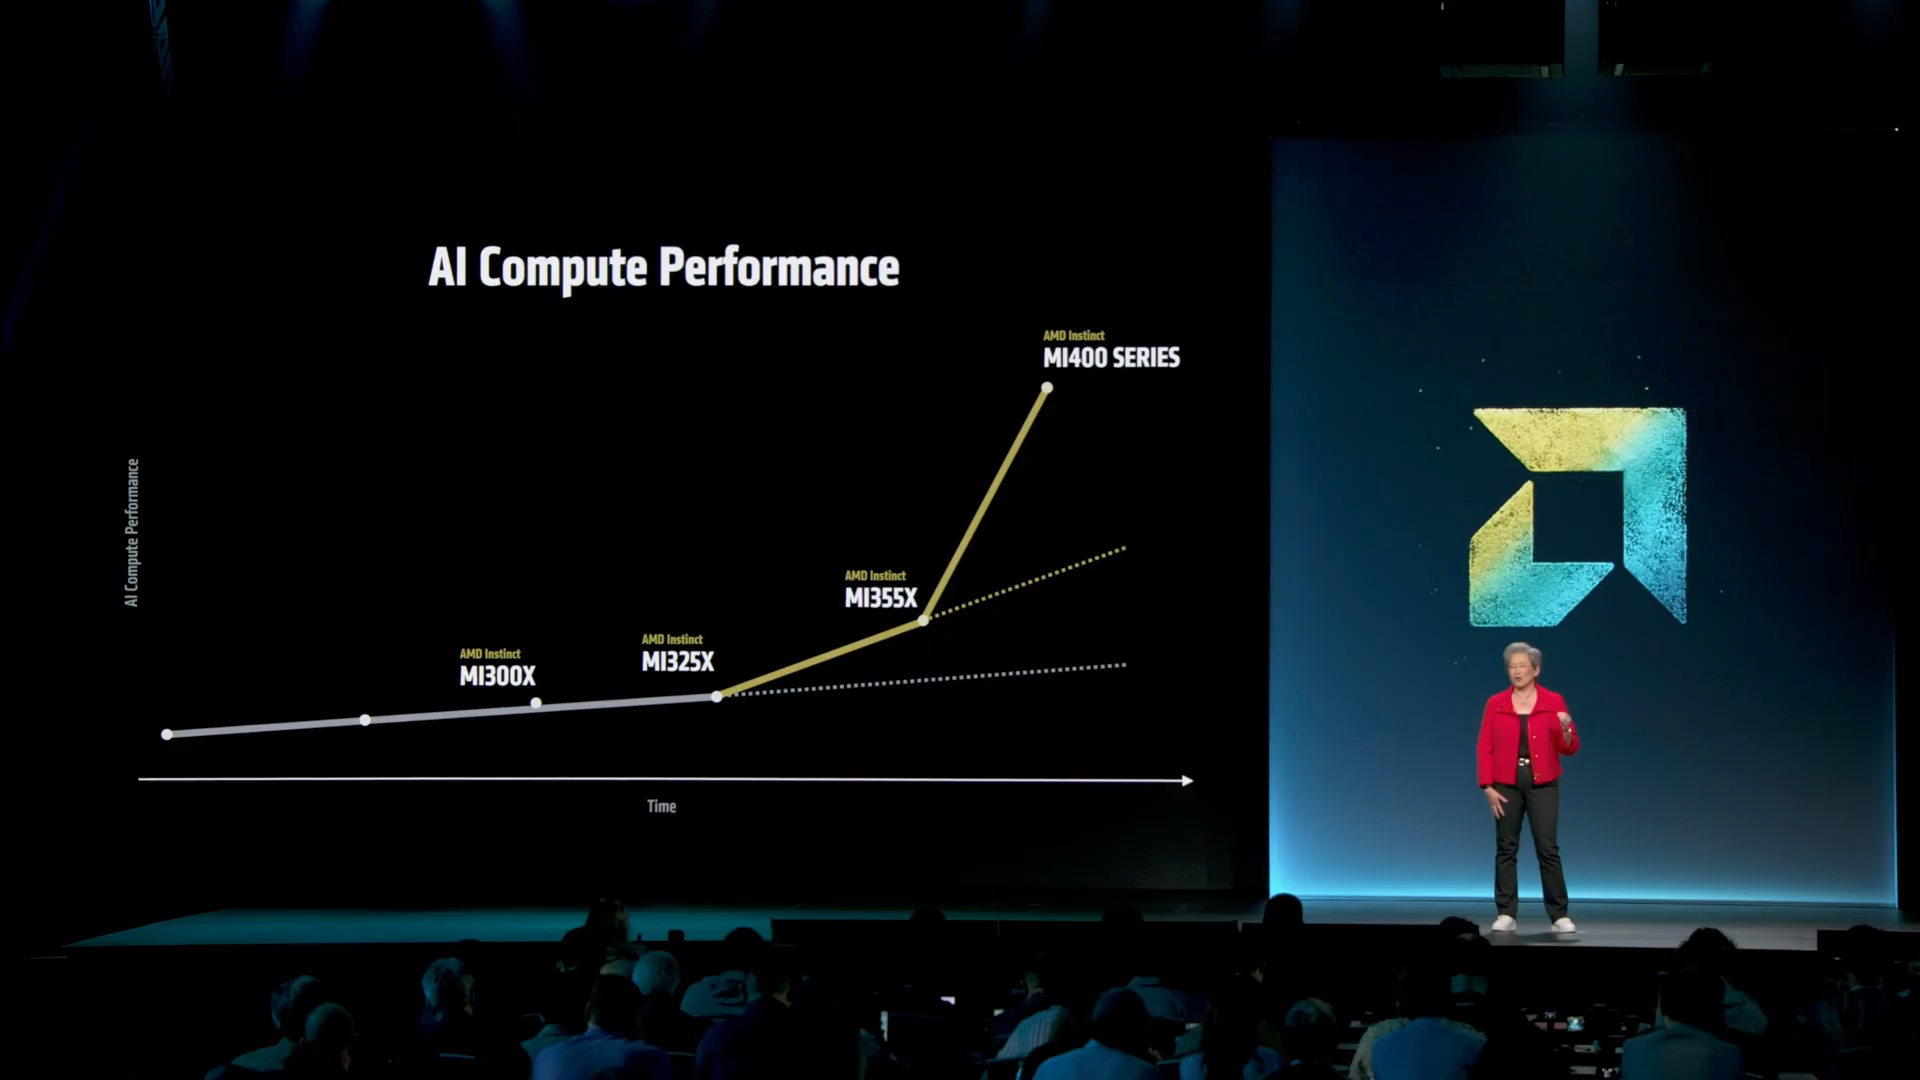 AI Compute Performance
AMD Instinct
MI400 SERIES
AI Compute Performance
AMD Instinct
MI355X
AMD Instinct
MI325X
AMD Instinct
MI300X
Time